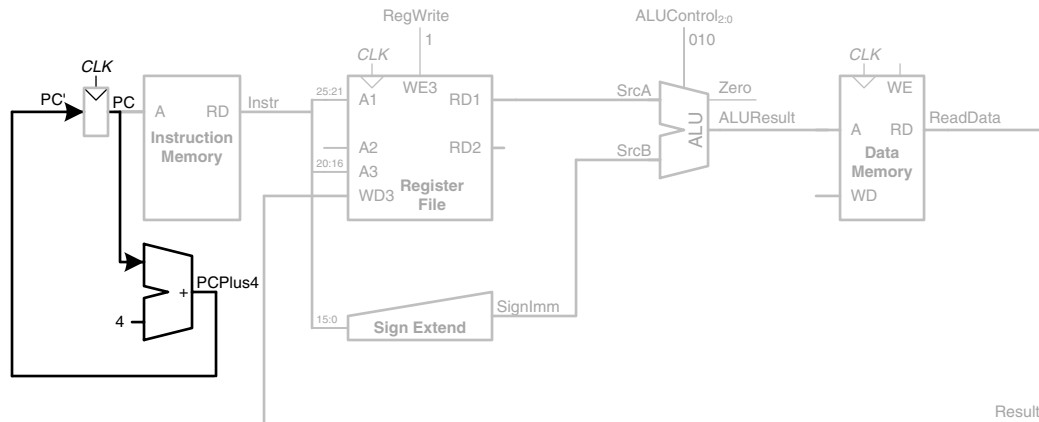 RegWrite
1
ALUControl2:0
010
CLK
PC'
PC
A
RD
Instruction
Memory
Instr
25:21
20:16
15:0
CLK
WE3
A1
RD1
A2
RD2
A3
WD3
Register
File
SrcA
SrcB
ALU
Zero
ALUResult
CLK
WE
A
RD
Data
Memory
WD
ReadData
PCPlus4
+
4
SignImm
Sign Extend
Result